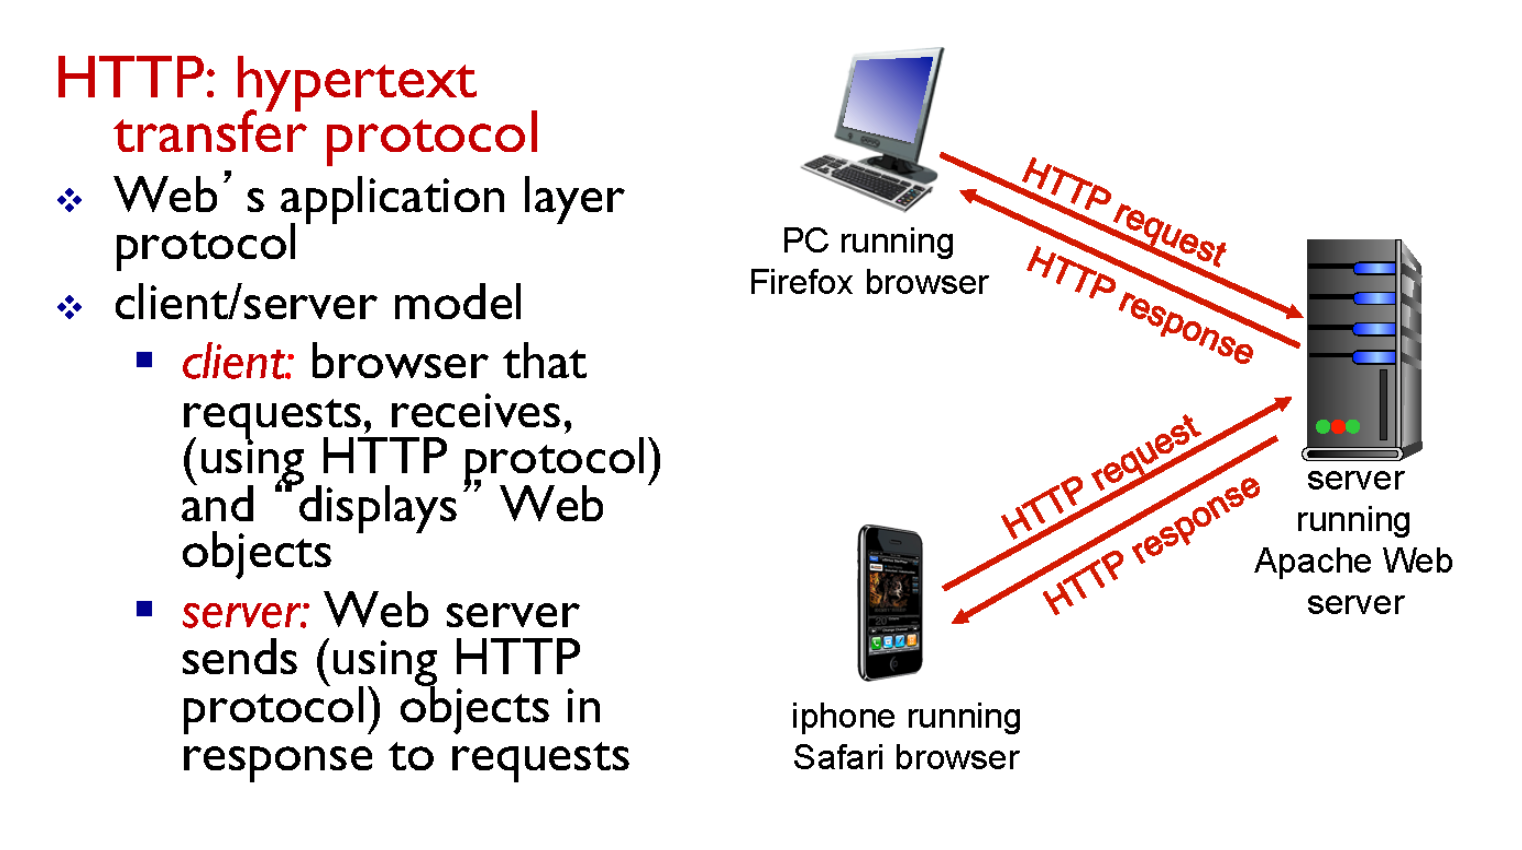 HTTP: hypertext
transfer protocol
Web’s application layer
protocol
client/server model
client: browser that
requests, receives,
(using HTTP protocol)
and “displays” Web
objects
server: Web server
sends (using HTTP
protocol) objects in
response to requests
PC running
Firefox browser
HTTP request
HTTP response
HTTP request
HTTP response
server
running
Apache Web
server
iphone running
Safari browser